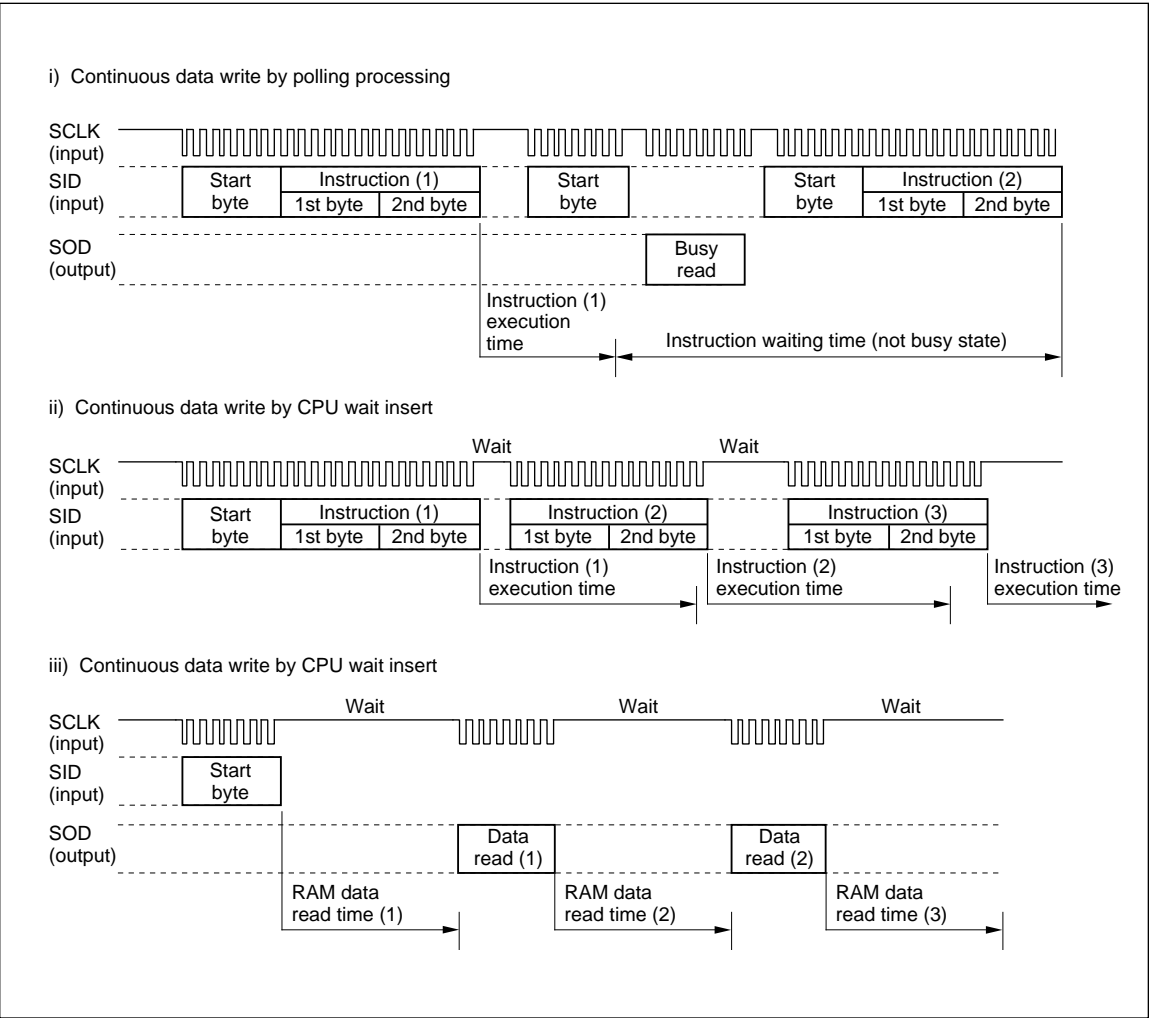 i)  Continuous data write by polling processing
SCLK
(input)
SID
(input)
Start
byte
Instruction (1)
1st byte
2nd byte
Start
byte
Start
byte
Instruction (2)
1st byte
2nd byte
SOD
(output)
Busy
read
Instruction (1)
execution
time
Instruction waiting time (not busy state)
ii)  Continuous data write by CPU wait insert
Wait
Wait
SCLK
(input)
SID
(input)
Start
byte
Instruction (1)
1st byte
2nd byte
Instruction (2)
1st byte
2nd byte
Instruction (3)
1st byte
2nd byte
Instruction (1)
execution time
Instruction (2)
execution time
Instruction (3)
execution time
iii)  Continuous data write by CPU wait insert
Wait
Wait
Wait
SCLK
(input)
SID
(input)
Start
byte
SOD
(output)
Data
read (1)
Data
read (2)
RAM data
read time (1)
RAM data
read time (2)
RAM data
read time (3)